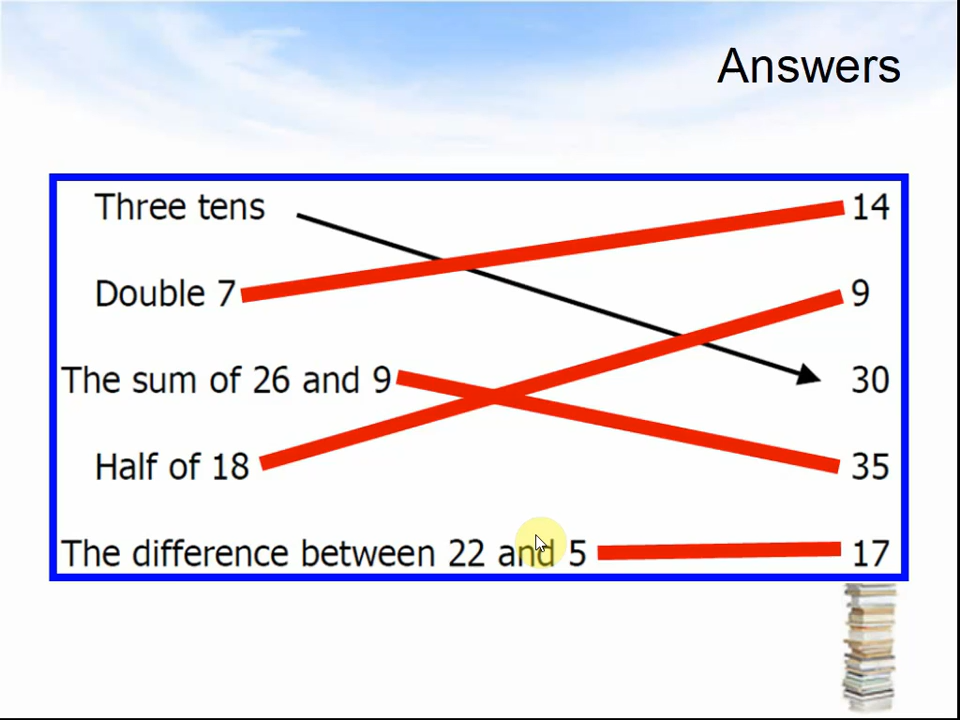 Answers
Three tens 14
Double 7 9
The sum of 26 and 9 30
Half of 18 35
The difference between 22 and 5 17